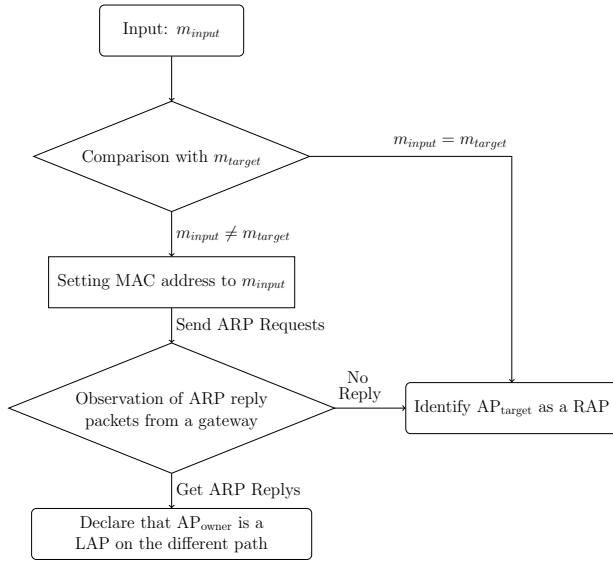 Input: m_input
Comparison with m_target
m_input = m_target
m_input ≠ m_target
Setting MAC address to m_input
Send ARP Requests
Observation of ARP reply
packets from a gateway
No
Reply
Identify AP_target as a RAP
Get ARP Replys
Declare that AP_owner is a
LAP on the different path